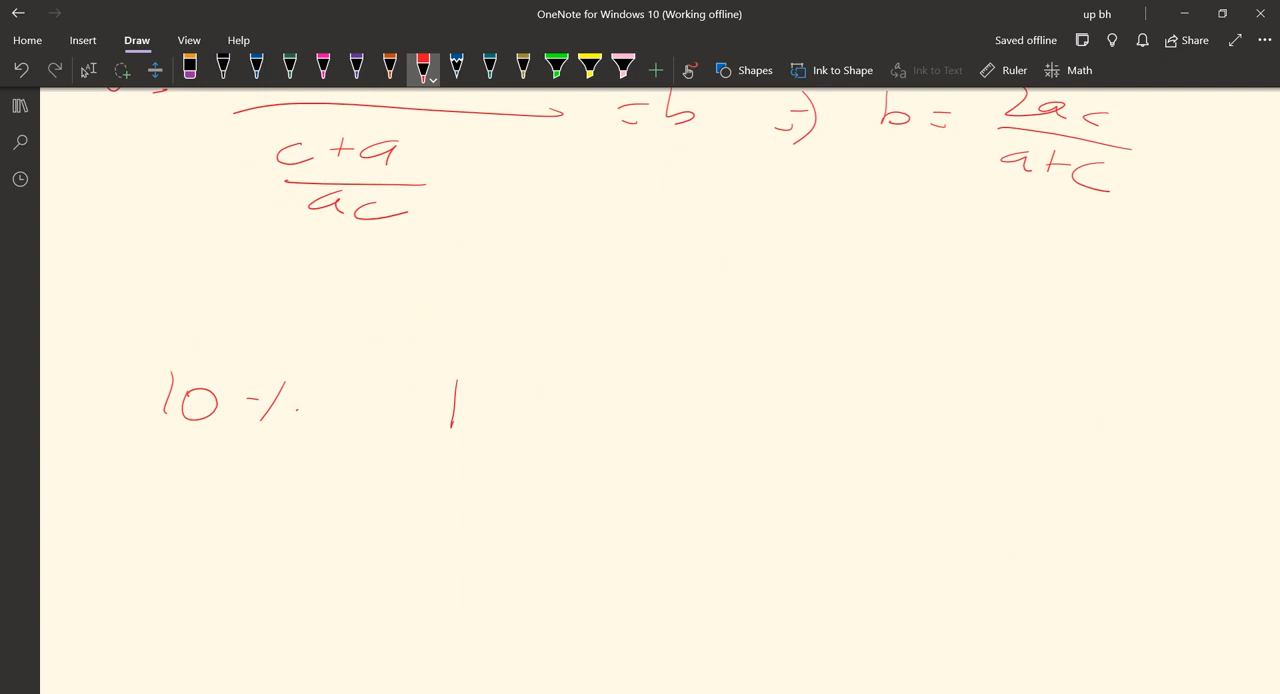 OneNote for Windows 10 (Working offline)
up bh
Home Insert Draw View Help
Saved offline Share
Shapes Ink to Shape Ink to Text Ruler Math
= b => b = 2ac
c + a
ac
a + c
10 % 1